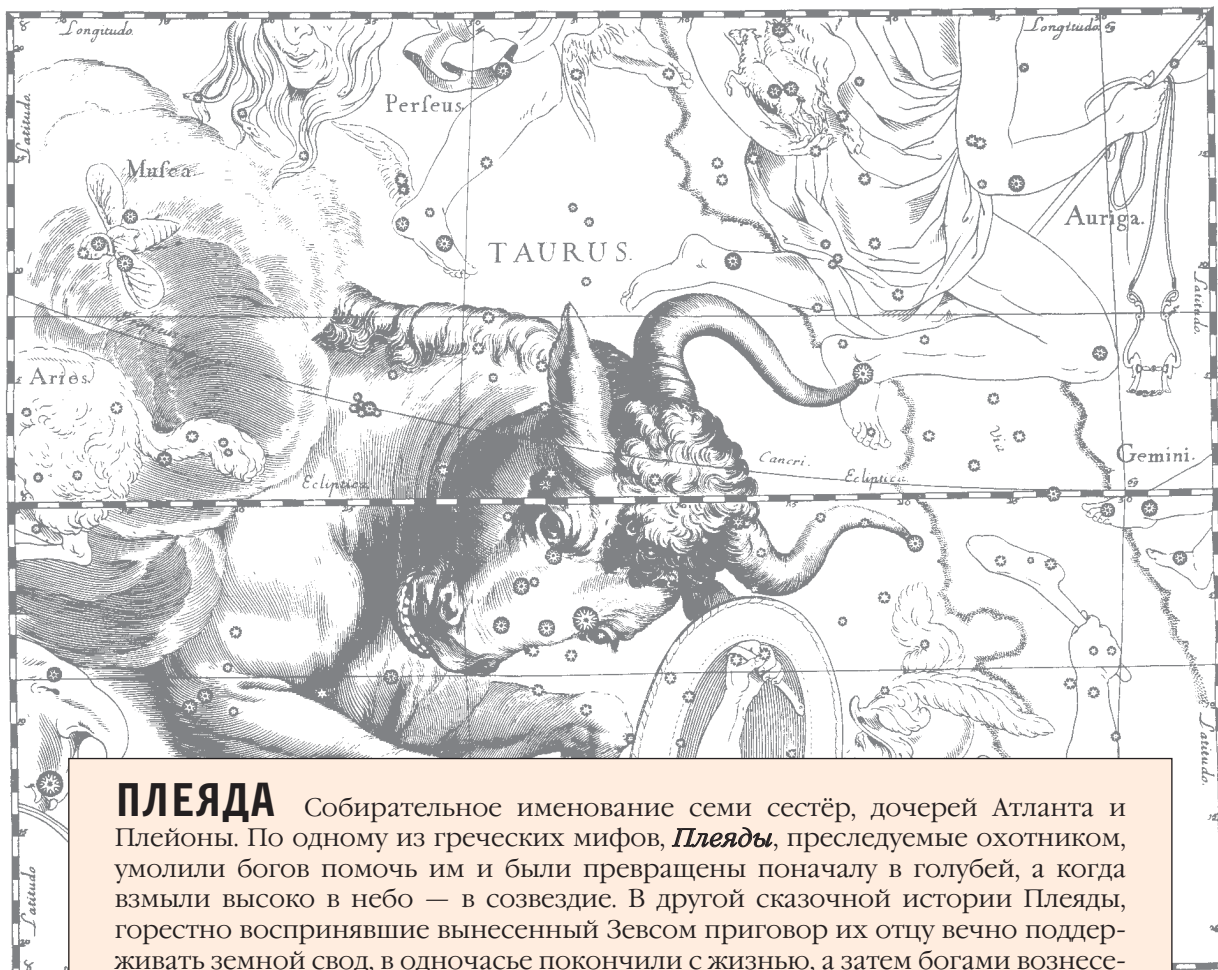 Longitudo.
Longitudo.
Latitudo.
Perseus
Musca.
Auriga.
TAURUS.
Latitudo.
Aries.
Cancri.
Gemini.
Ecliptica.
Ecliptica.
Via
Latitudo.
Latitudo
ПЛЕЯДА Собирательное именование семи сестёр, дочерей Атланта и
Плейоны. По одному из греческих мифов, Плеяды, преследуемые охотником,
умолили богов помочь им и были превращены поначалу в голубей, а когда
взмыли высоко в небо — в созвездие. В другой сказочной истории Плеяды,
горестно воспринявшие вынесенный Зевсом приговор их отцу вечно поддер-
живать земной свод, в одночасье покончили с жизнью, а затем богами вознесе-